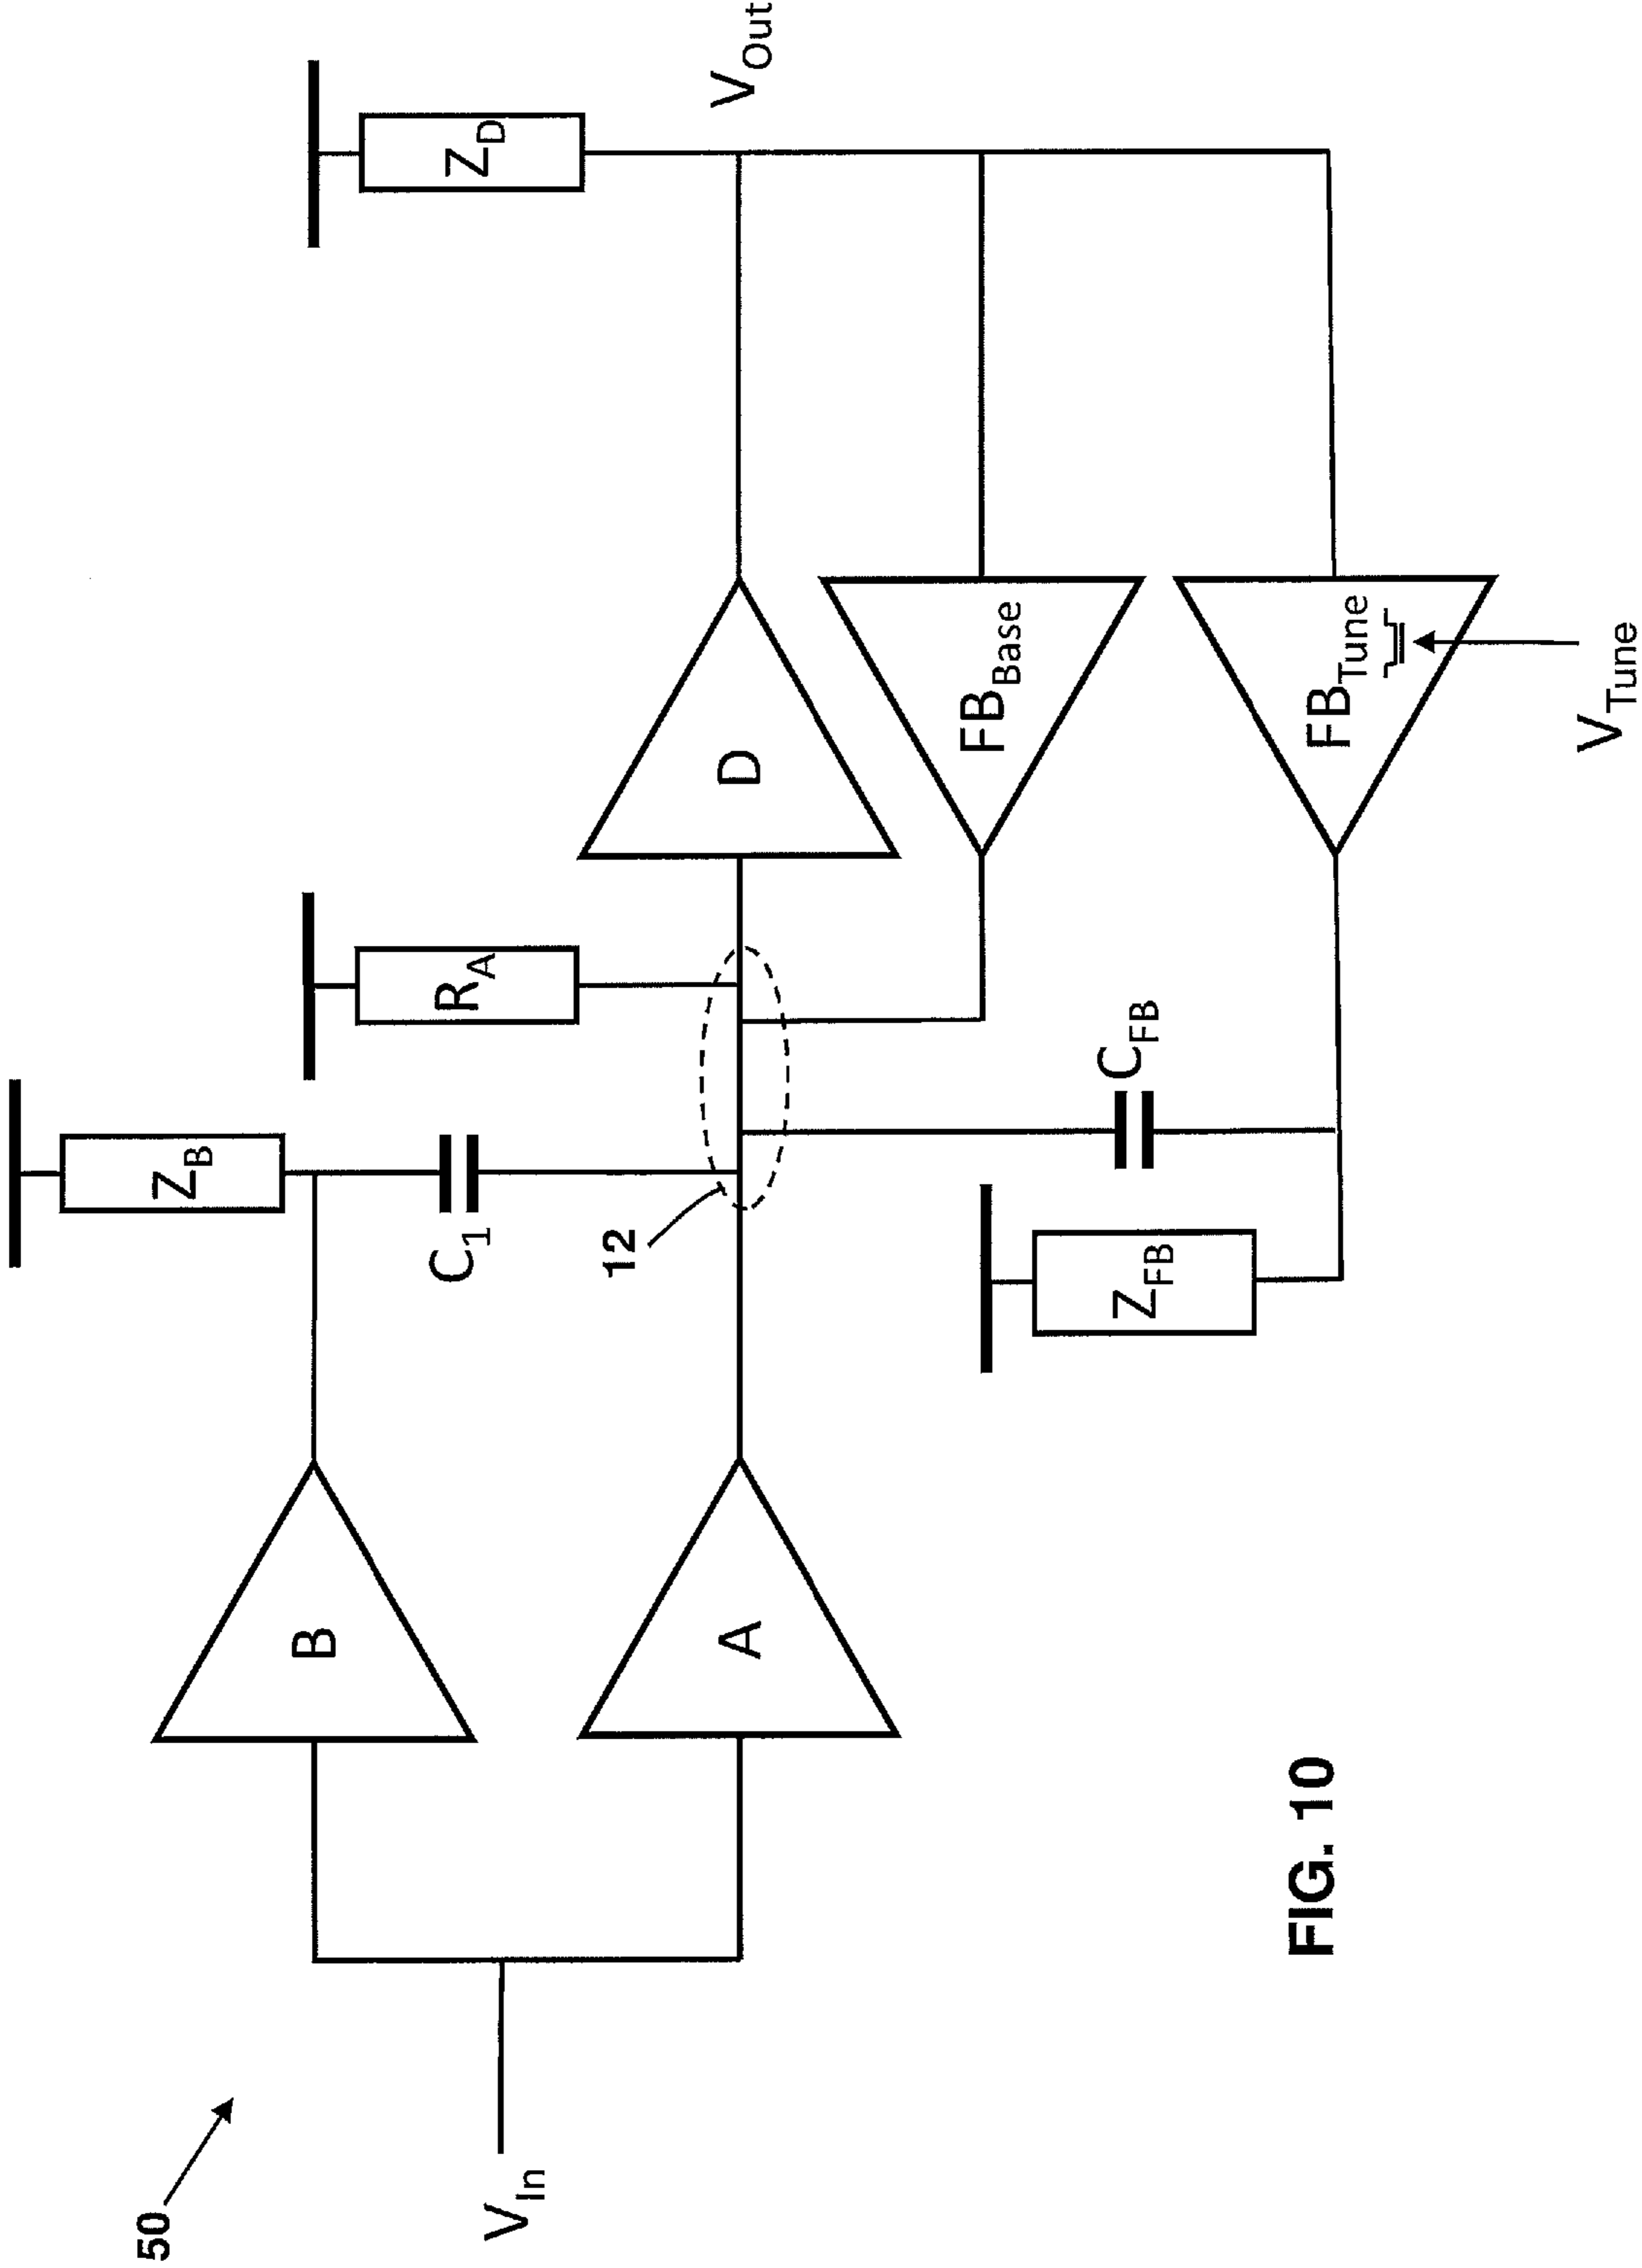 50
V_In
B
A
Z_B
C_1
12
R_A
D
Z_D
V_Out
FB_Base
C_FB
Z_FB
FB_Tune
V_Tune
FIG. 10